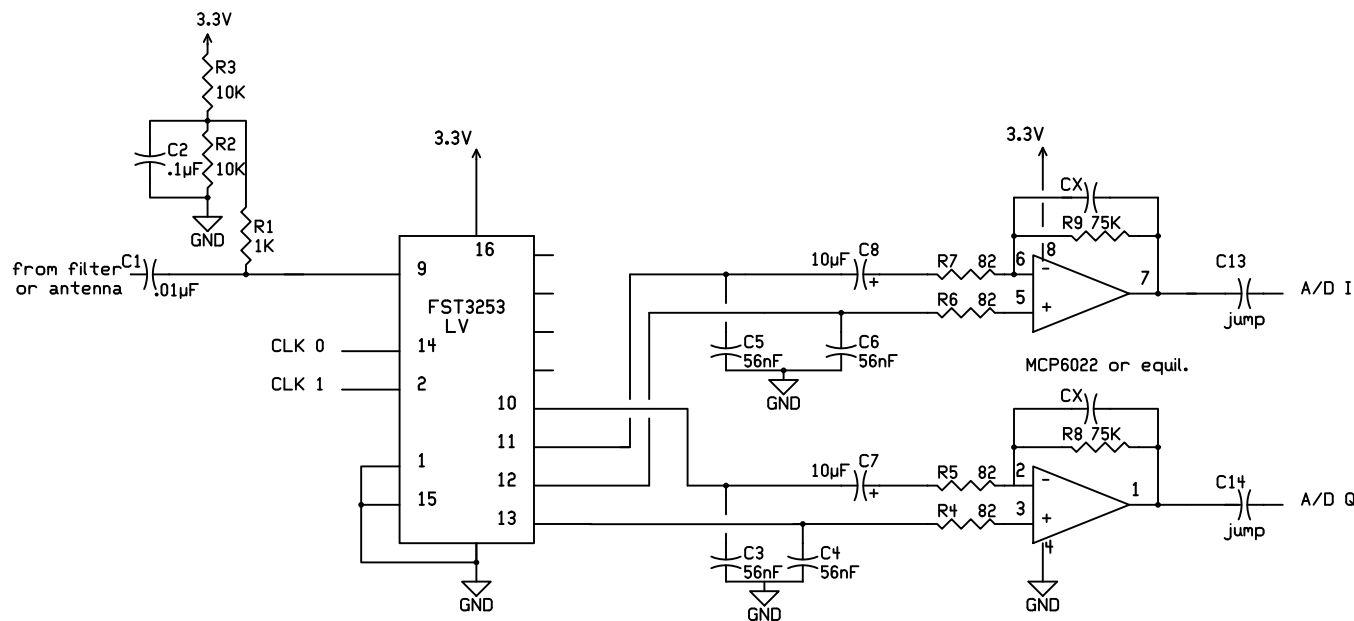 3.3V
R3
10K
C2
.1µF
R2
10K
GND
R1
1K
from filter
or antenna
C1
.01µF
CLK 0
CLK 1
3.3V
16
9
FST3253
LV
14
2
10
11
1
12
15
13
GND
10µF
C8
+
R7 82
R6 82
C5
56nF
C6
56nF
GND
3.3V
CX
R9 75K
8
6
-
5
+
7
C13
jump
A/D I
MCP6022 or equil.
10µF
C7
+
R5 82
R4 82
C3
56nF
C4
56nF
GND
CX
R8 75K
2
-
3
+
1
4
GND
C14
jump
A/D Q